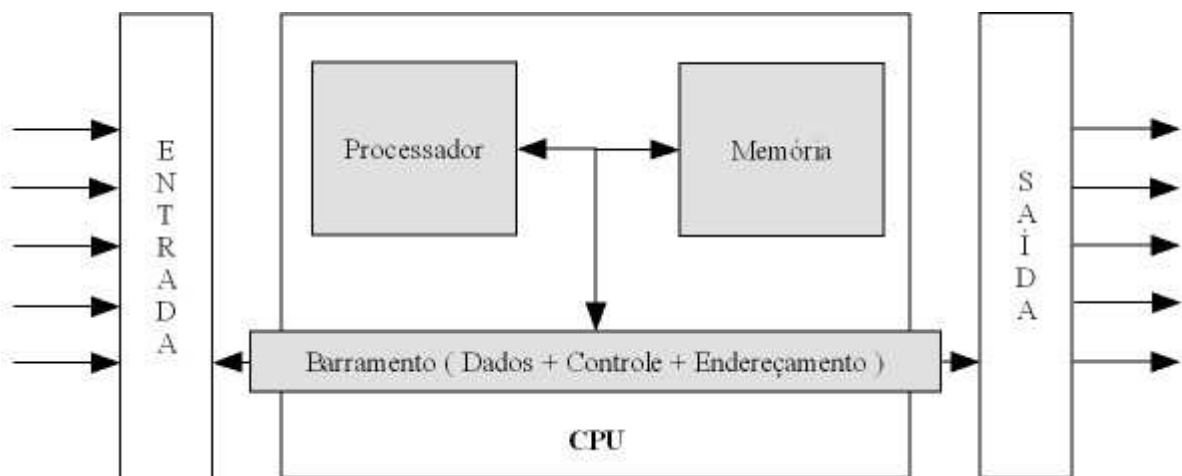 ENTRADA
Processador
Memória
SAÍDA
Barramento ( Dados + Controle + Endereçamento )
CPU